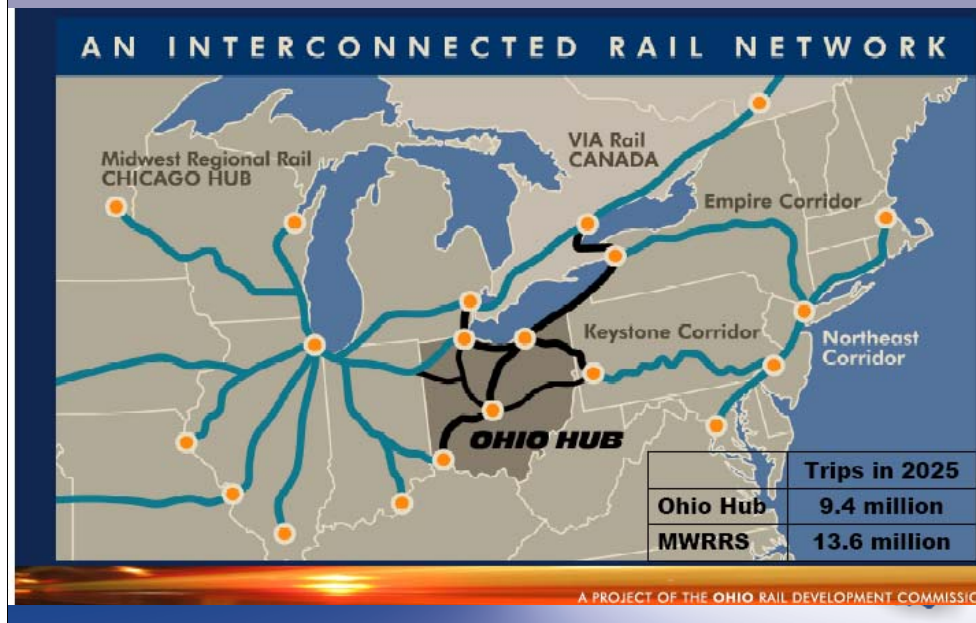 AN INTERCONNECTED RAIL NETWORK
Midwest Regional Rail
CHICAGO HUB
VIA Rail
CANADA
Empire Corridor
Keystone Corridor
Northeast
Corridor
OHIO HUB
Trips in 2025
Ohio Hub 9.4 million
MWRRS 13.6 million
A PROJECT OF THE OHIO RAIL DEVELOPMENT COMMISSIO